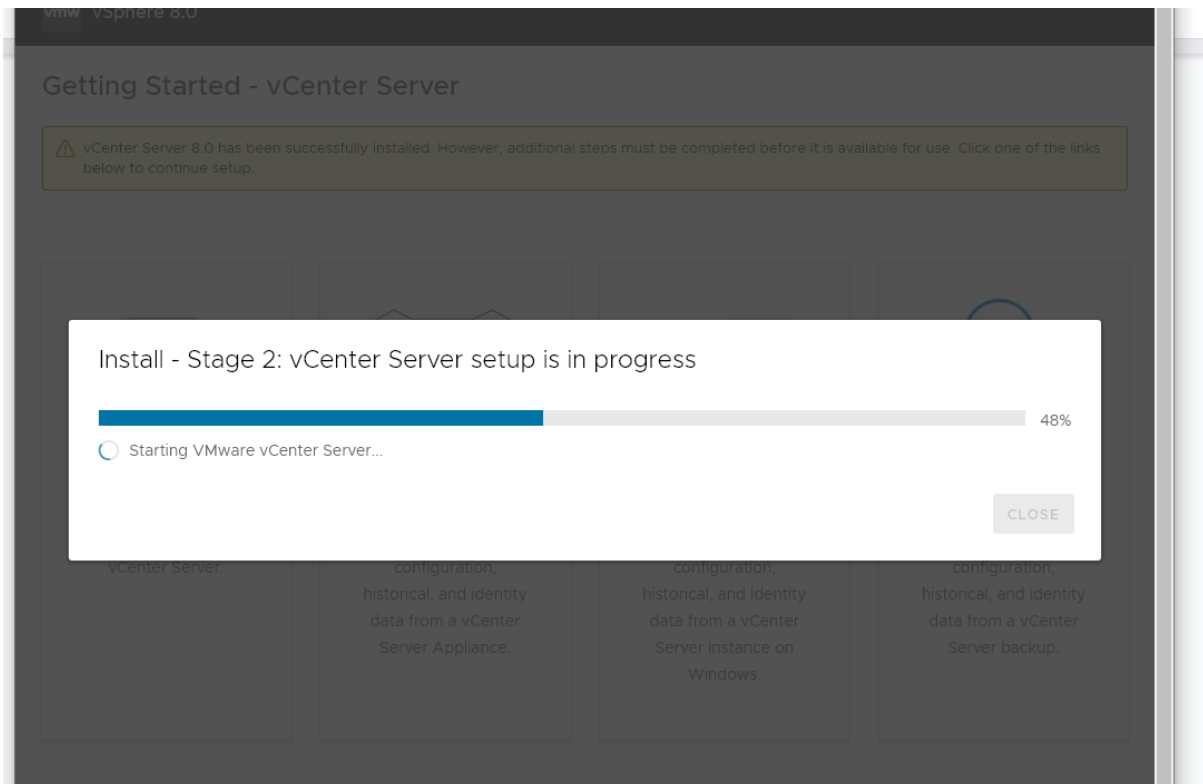 vmw vSphere 8.0
Getting Started - vCenter Server
vCenter Server 8.0 has been successfully installed. However, additional steps must be completed before it is available for use. Click one of the links
below to continue setup.
Install - Stage 2: vCenter Server setup is in progress
48%
Starting VMware vCenter Server...
CLOSE
vCenter Server.
configuration,
historical, and identity
data from a vCenter
Server Appliance.
configuration,
historical, and identity
data from a vCenter
Server instance on
Windows.
configuration,
historical, and identity
data from a vCenter
Server backup.